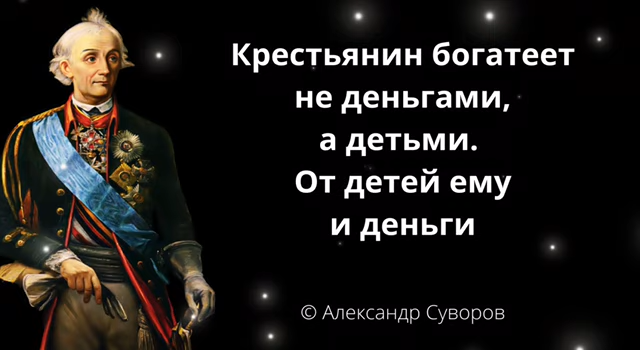 Крестьянин богатеет
не деньгами,
а детьми.
От детей ему
и деньги
© Александр Суворов